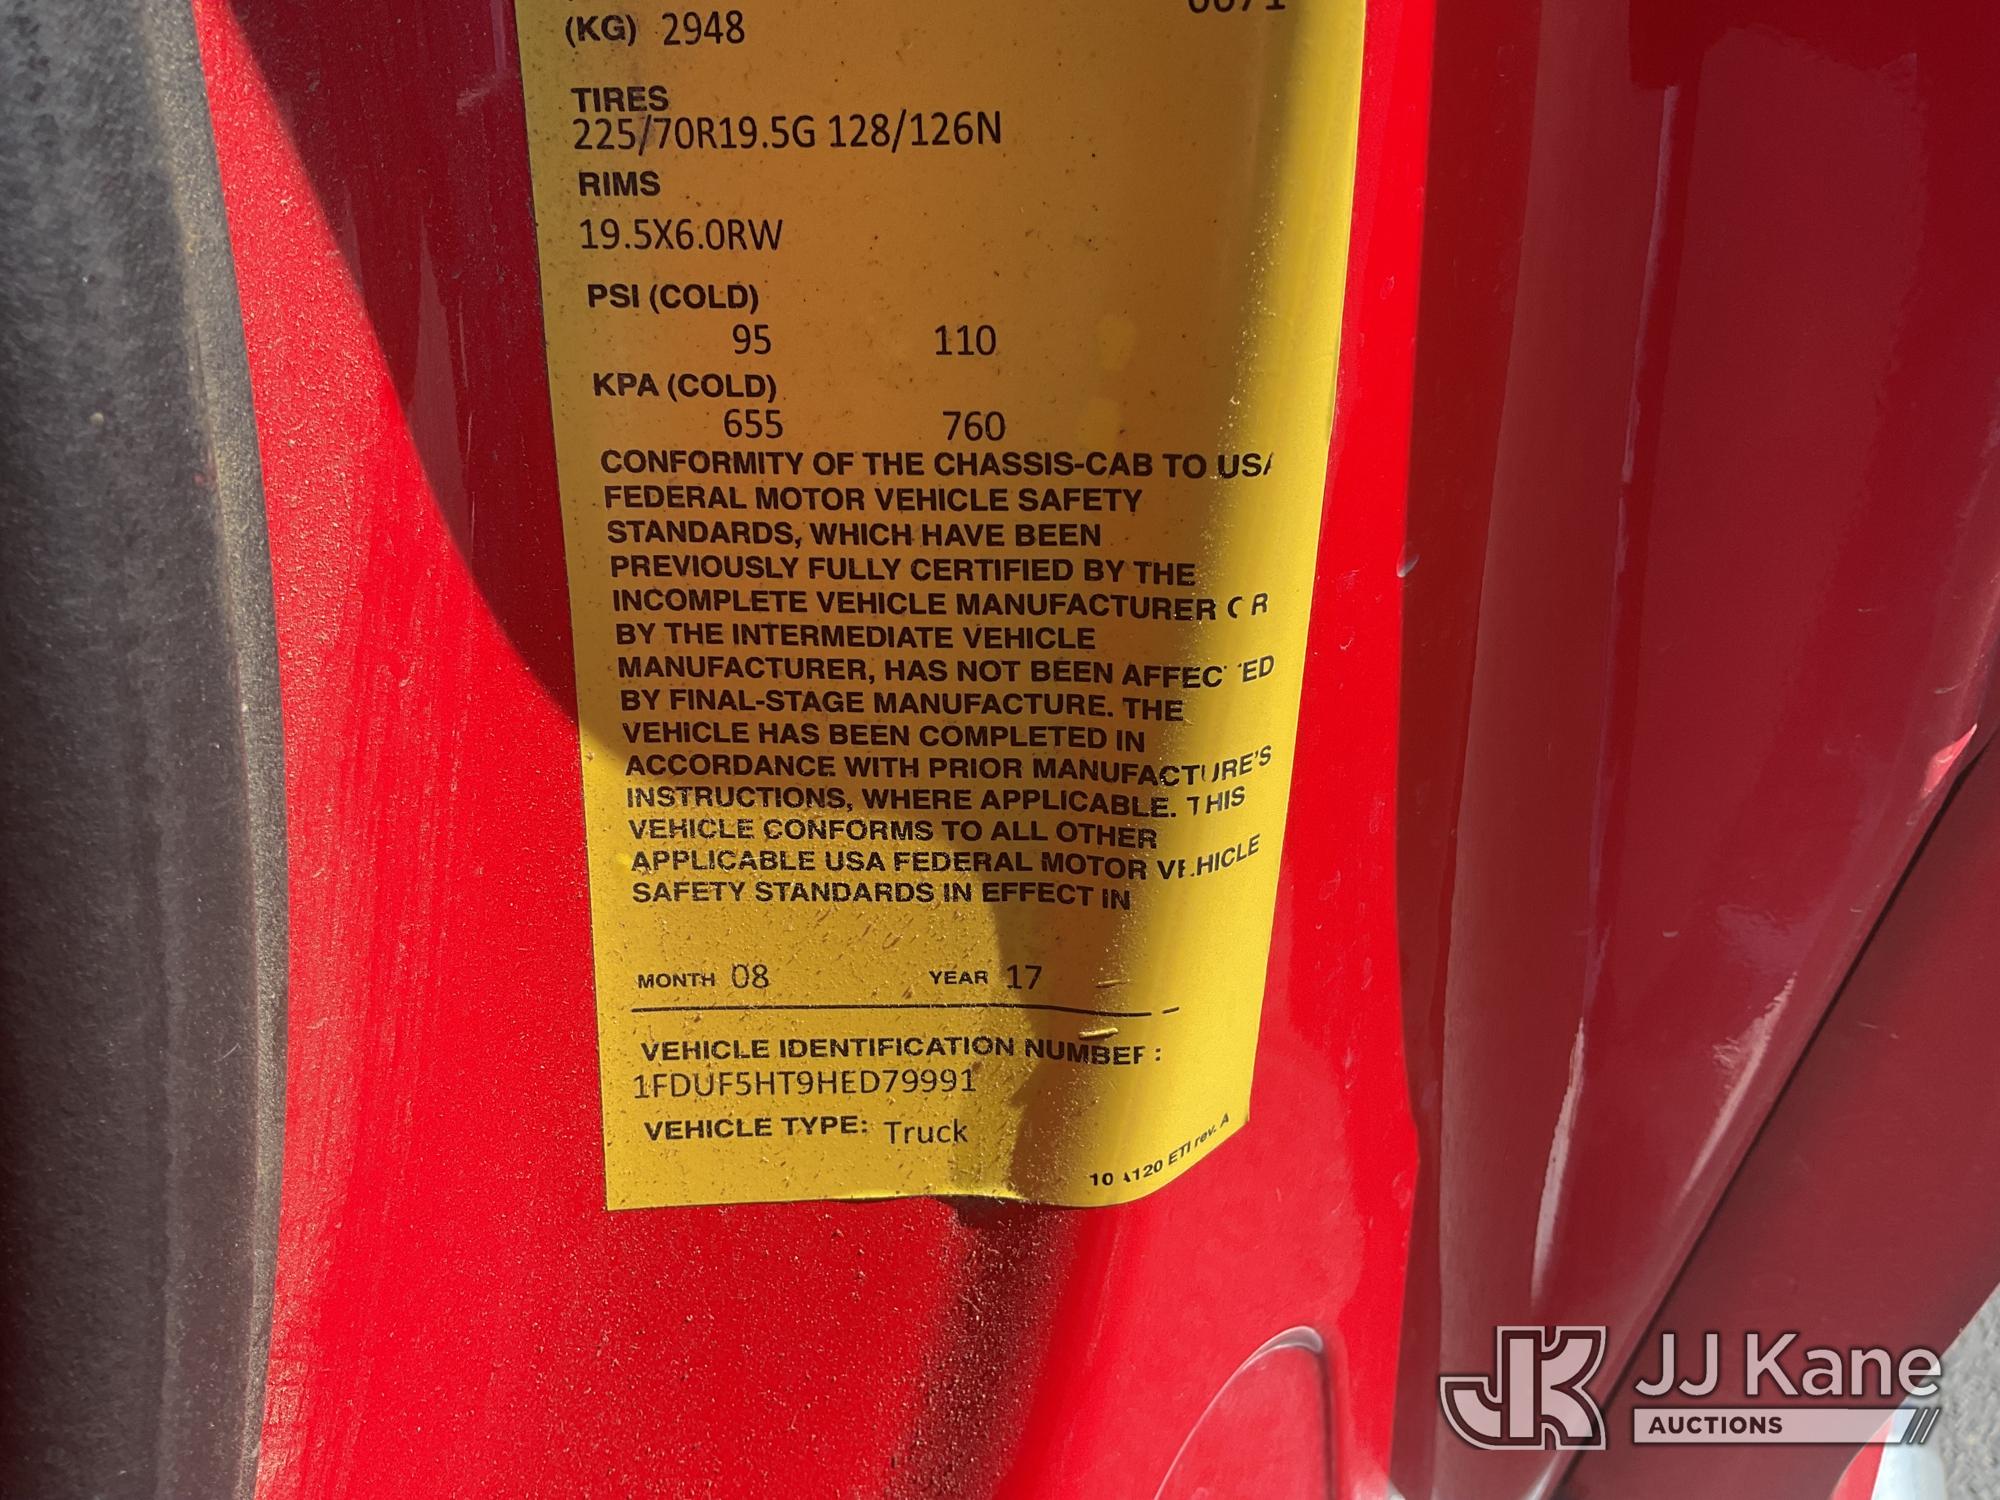 (KG) 2948
TIRES
225/70R19.5G 128/126N
RIMS
19.5X6.0RW
PSI (COLD)
95 110
KPA (COLD)
655 760
CONFORMITY OF THE CHASSIS-CAB TO USA
FEDERAL MOTOR VEHICLE SAFETY
STANDARDS, WHICH HAVE BEEN
PREVIOUSLY FULLY CERTIFIED BY THE
INCOMPLETE VEHICLE MANUFACTURER OR
BY THE INTERMEDIATE VEHICLE
MANUFACTURER, HAS NOT BEEN AFFECTED
BY FINAL-STAGE MANUFACTURE. THE
VEHICLE HAS BEEN COMPLETED IN
ACCORDANCE WITH PRIOR MANUFACTURE'S
INSTRUCTIONS, WHERE APPLICABLE. THIS
VEHICLE CONFORMS TO ALL OTHER
APPLICABLE USA FEDERAL MOTOR VEHICLE
SAFETY STANDARDS IN EFFECT IN
MONTH 08 YEAR 17
VEHICLE IDENTIFICATION NUMBER:
1FDUF5HT9HED79991
VEHICLE TYPE: Truck
ETI rev. A
JK JJ Kane
AUCTIONS